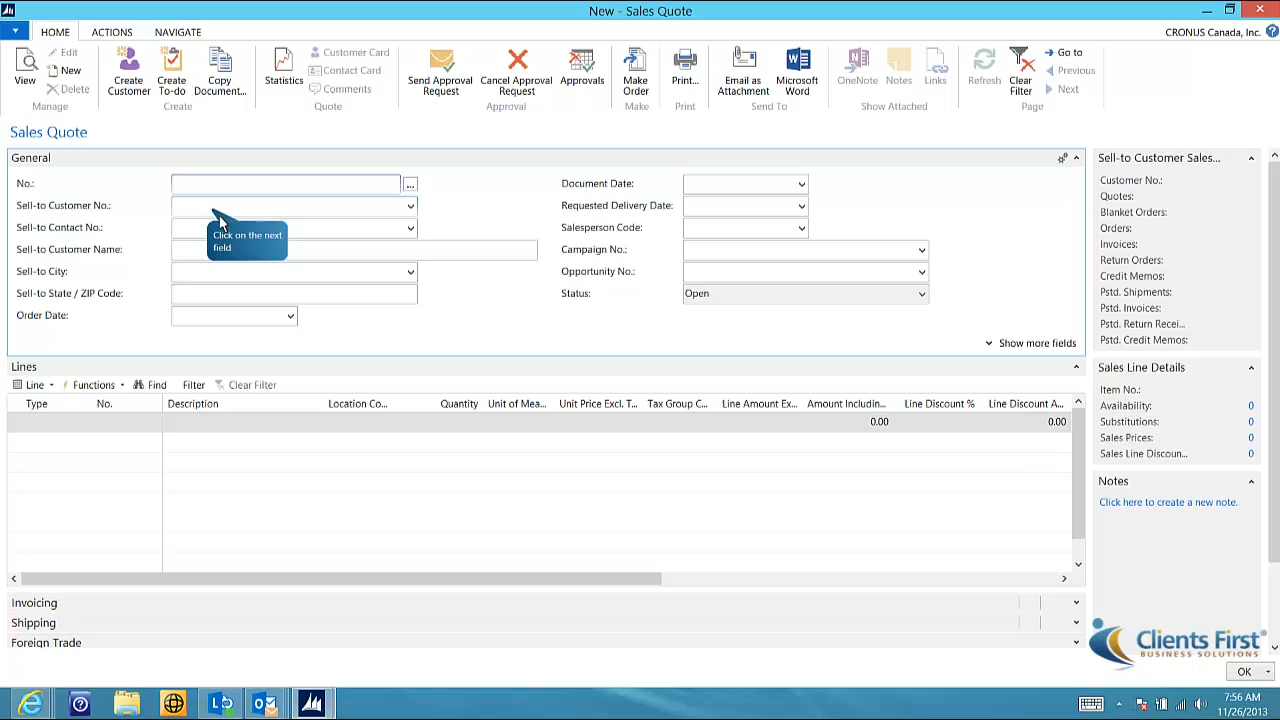 New - Sales Quote
HOME ACTIONS NAVIGATE CRONUS Canada, Inc.
View Edit New Delete Manage
Create Customer Create To-do Copy Document... Create
Statistics Customer Card Contact Card Comments Quote
Send Approval Request Cancel Approval Request Approvals Approval
Make Order Make
Print... Print
Email as Attachment Microsoft Word Send To
OneNote Notes Links Show Attached
Refresh Clear Filter Go to Previous Next Page
Sales Quote
General
No.: ...
Sell-to Customer No.:
Sell-to Contact No.:
Sell-to Customer Name:
Sell-to City:
Sell-to State / ZIP Code:
Order Date:
Click on the next
field
Document Date:
Requested Delivery Date:
Salesperson Code:
Campaign No.:
Opportunity No.:
Status: Open
Show more fields
Lines
Line Functions Find Filter Clear Filter
Type No. Description Location Co... Quantity Unit of Mea... Unit Price Excl. T... Tax Group C... Line Amount Ex... Amount Includin... Line Discount % Line Discount A...
0.00 0.00
Invoicing
Shipping
Foreign Trade
Sell-to Customer Sales...
Customer No.:
Quotes:
Blanket Orders:
Orders:
Invoices:
Return Orders:
Credit Memos:
Pstd. Shipments:
Pstd. Invoices:
Pstd. Return Recei...
Pstd. Credit Memos:
Sales Line Details
Item No.:
Availability: 0
Substitutions: 0
Sales Prices: 0
Sales Line Discoun... 0
Notes
Click here to create a new note.
Clients First®
BUSINESS SOLUTIONS
OK
7:56 AM
11/26/2013